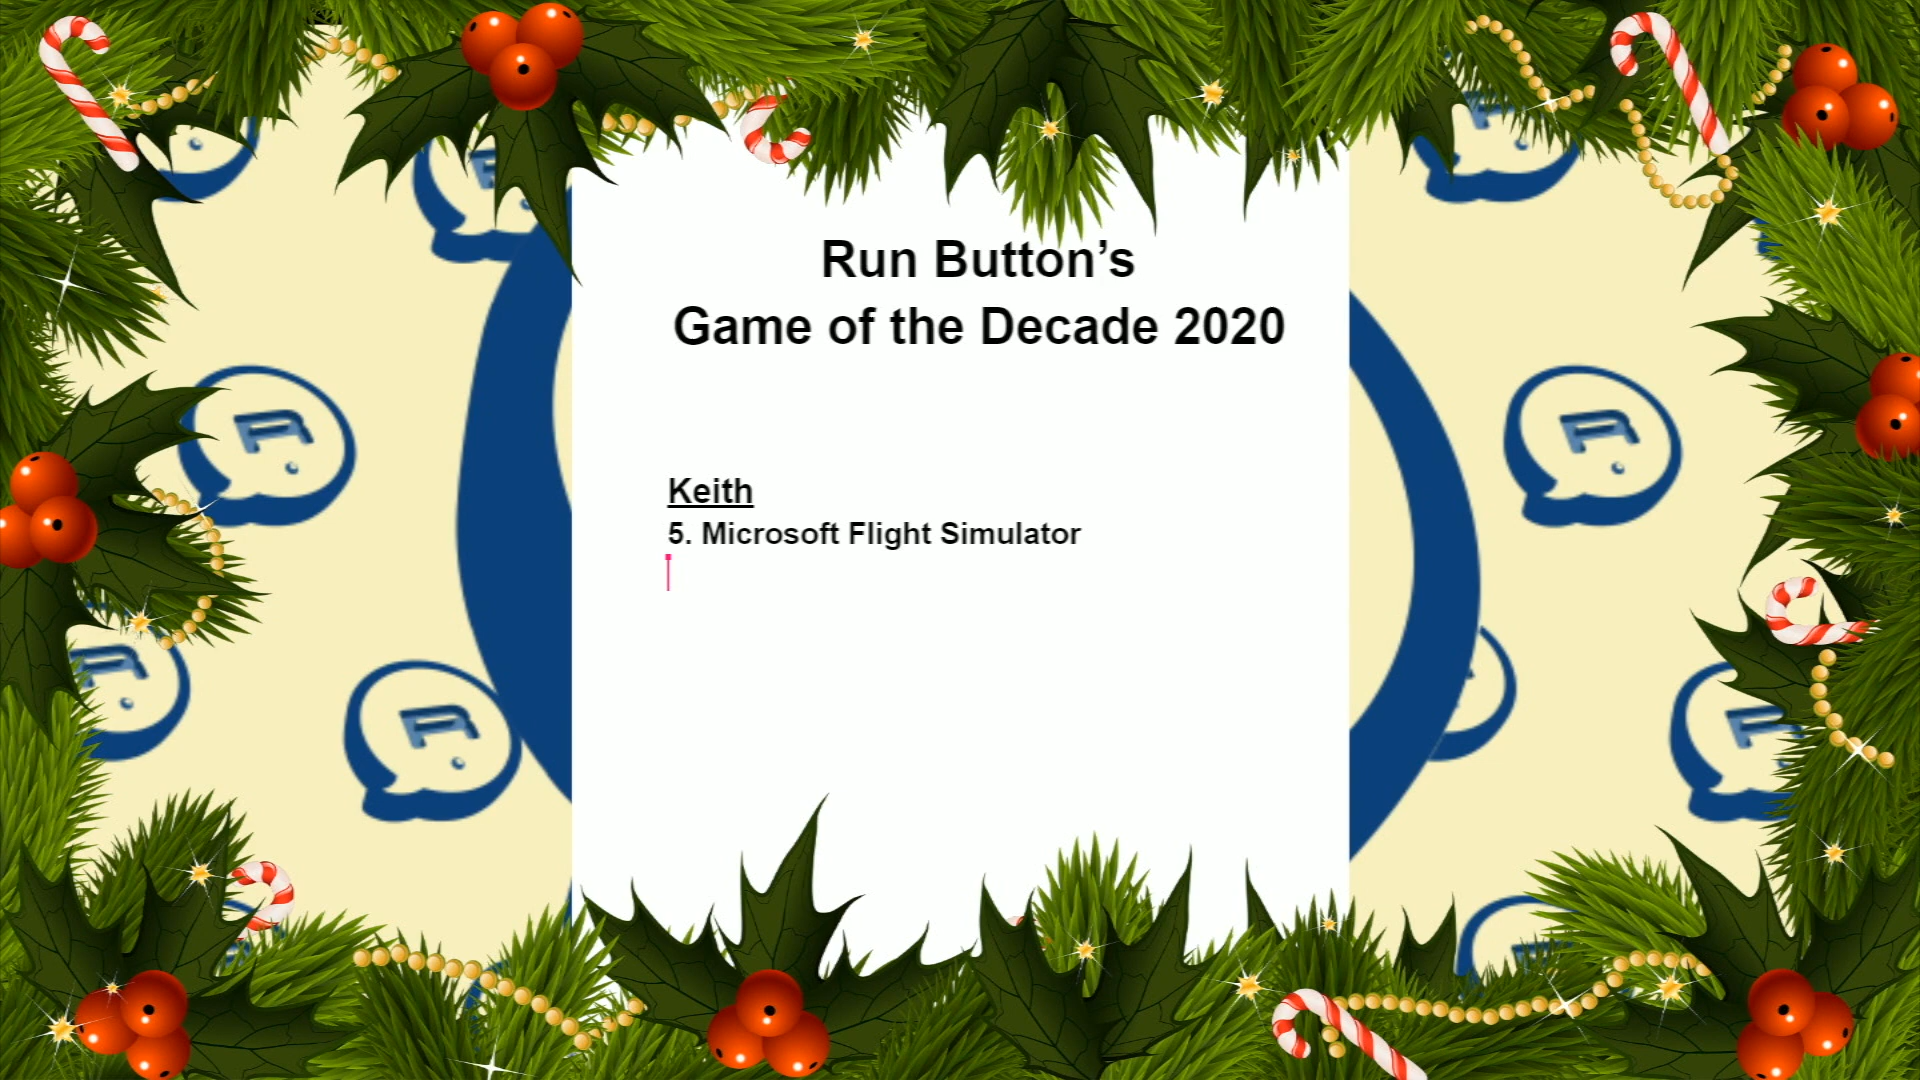 Run Button’s
Game of the Decade 2020
Keith
5. Microsoft Flight Simulator